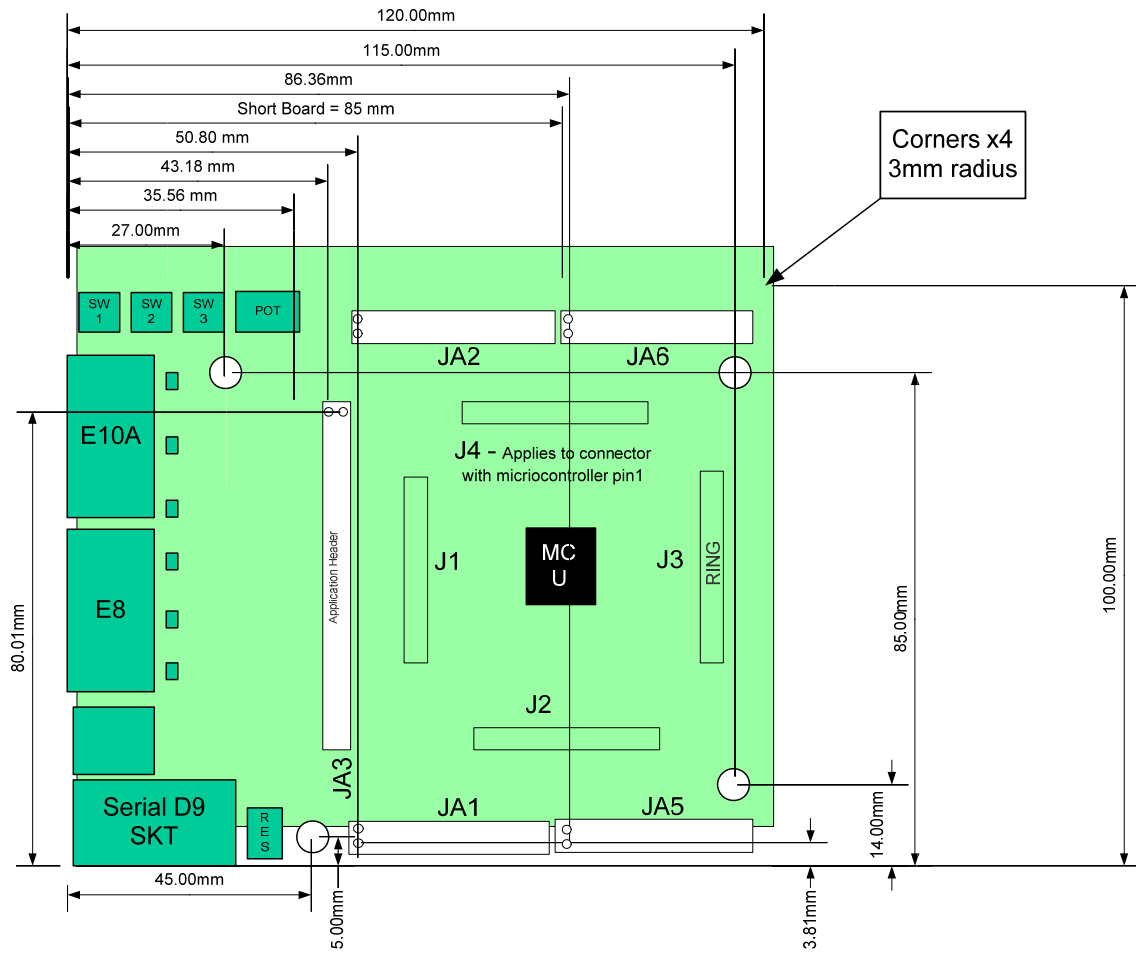 120.00mm
115.00mm
86.36mm
Short Board = 85 mm
50.80 mm
43.18 mm
35.56 mm
27.00mm
Corners x4
3mm radius
SW
1
SW
2
SW
3
POT
JA2
JA6
E10A
J4 - Applies to connector
with micriocontroller pin1
J1
MC
U
J3
RING
Application Header
E8
80.01mm
85.00mm
100.00mm
J2
JA3
Serial D9
SKT
R
E
S
JA1
JA5
14.00mm
45.00mm
5.00mm
3.81mm